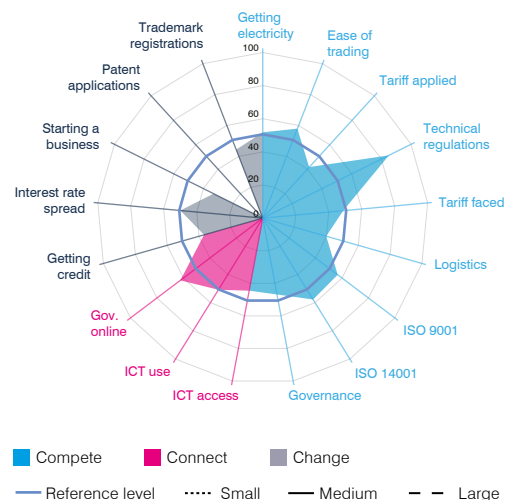 Getting
electricity
Ease of
trading
Tariff applied
Technical
regulations
Tariff faced
Logistics
ISO 9001
ISO 14001
Governance
ICT access
ICT use
Gov.
online
Getting
credit
Interest rate
spread
Starting a
business
Patent
applications
Trademark
registrations
100
80
60
40
20
0
Compete
Connect
Change
Reference level
Small
Medium
Large